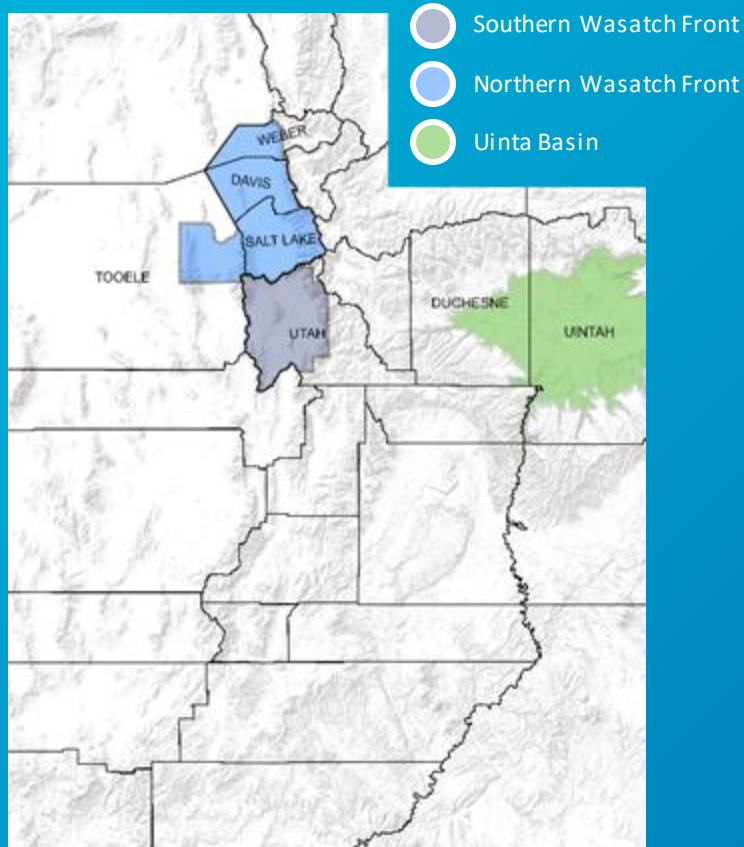 Southern Wasatch Front
Northern Wasatch Front
Uinta Basin
WEBER
DAVIS
SALT LAKE
TOOELE
DUCHESNE
UTAH
UINTAH